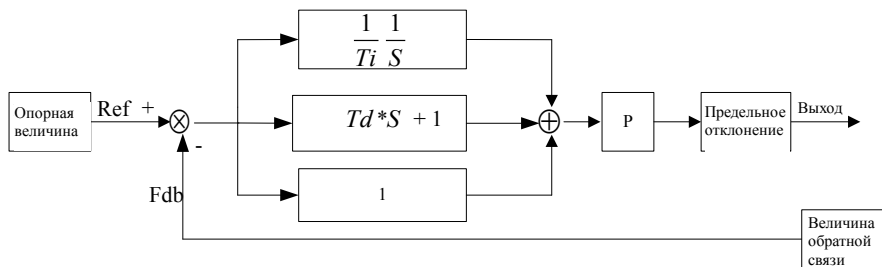 1 1
Ti S
Опорная
величина
Ref +
-
Td*S + 1
P
Предельное
отклонение
Выход
1
Fdb
Величина
обратной
связи